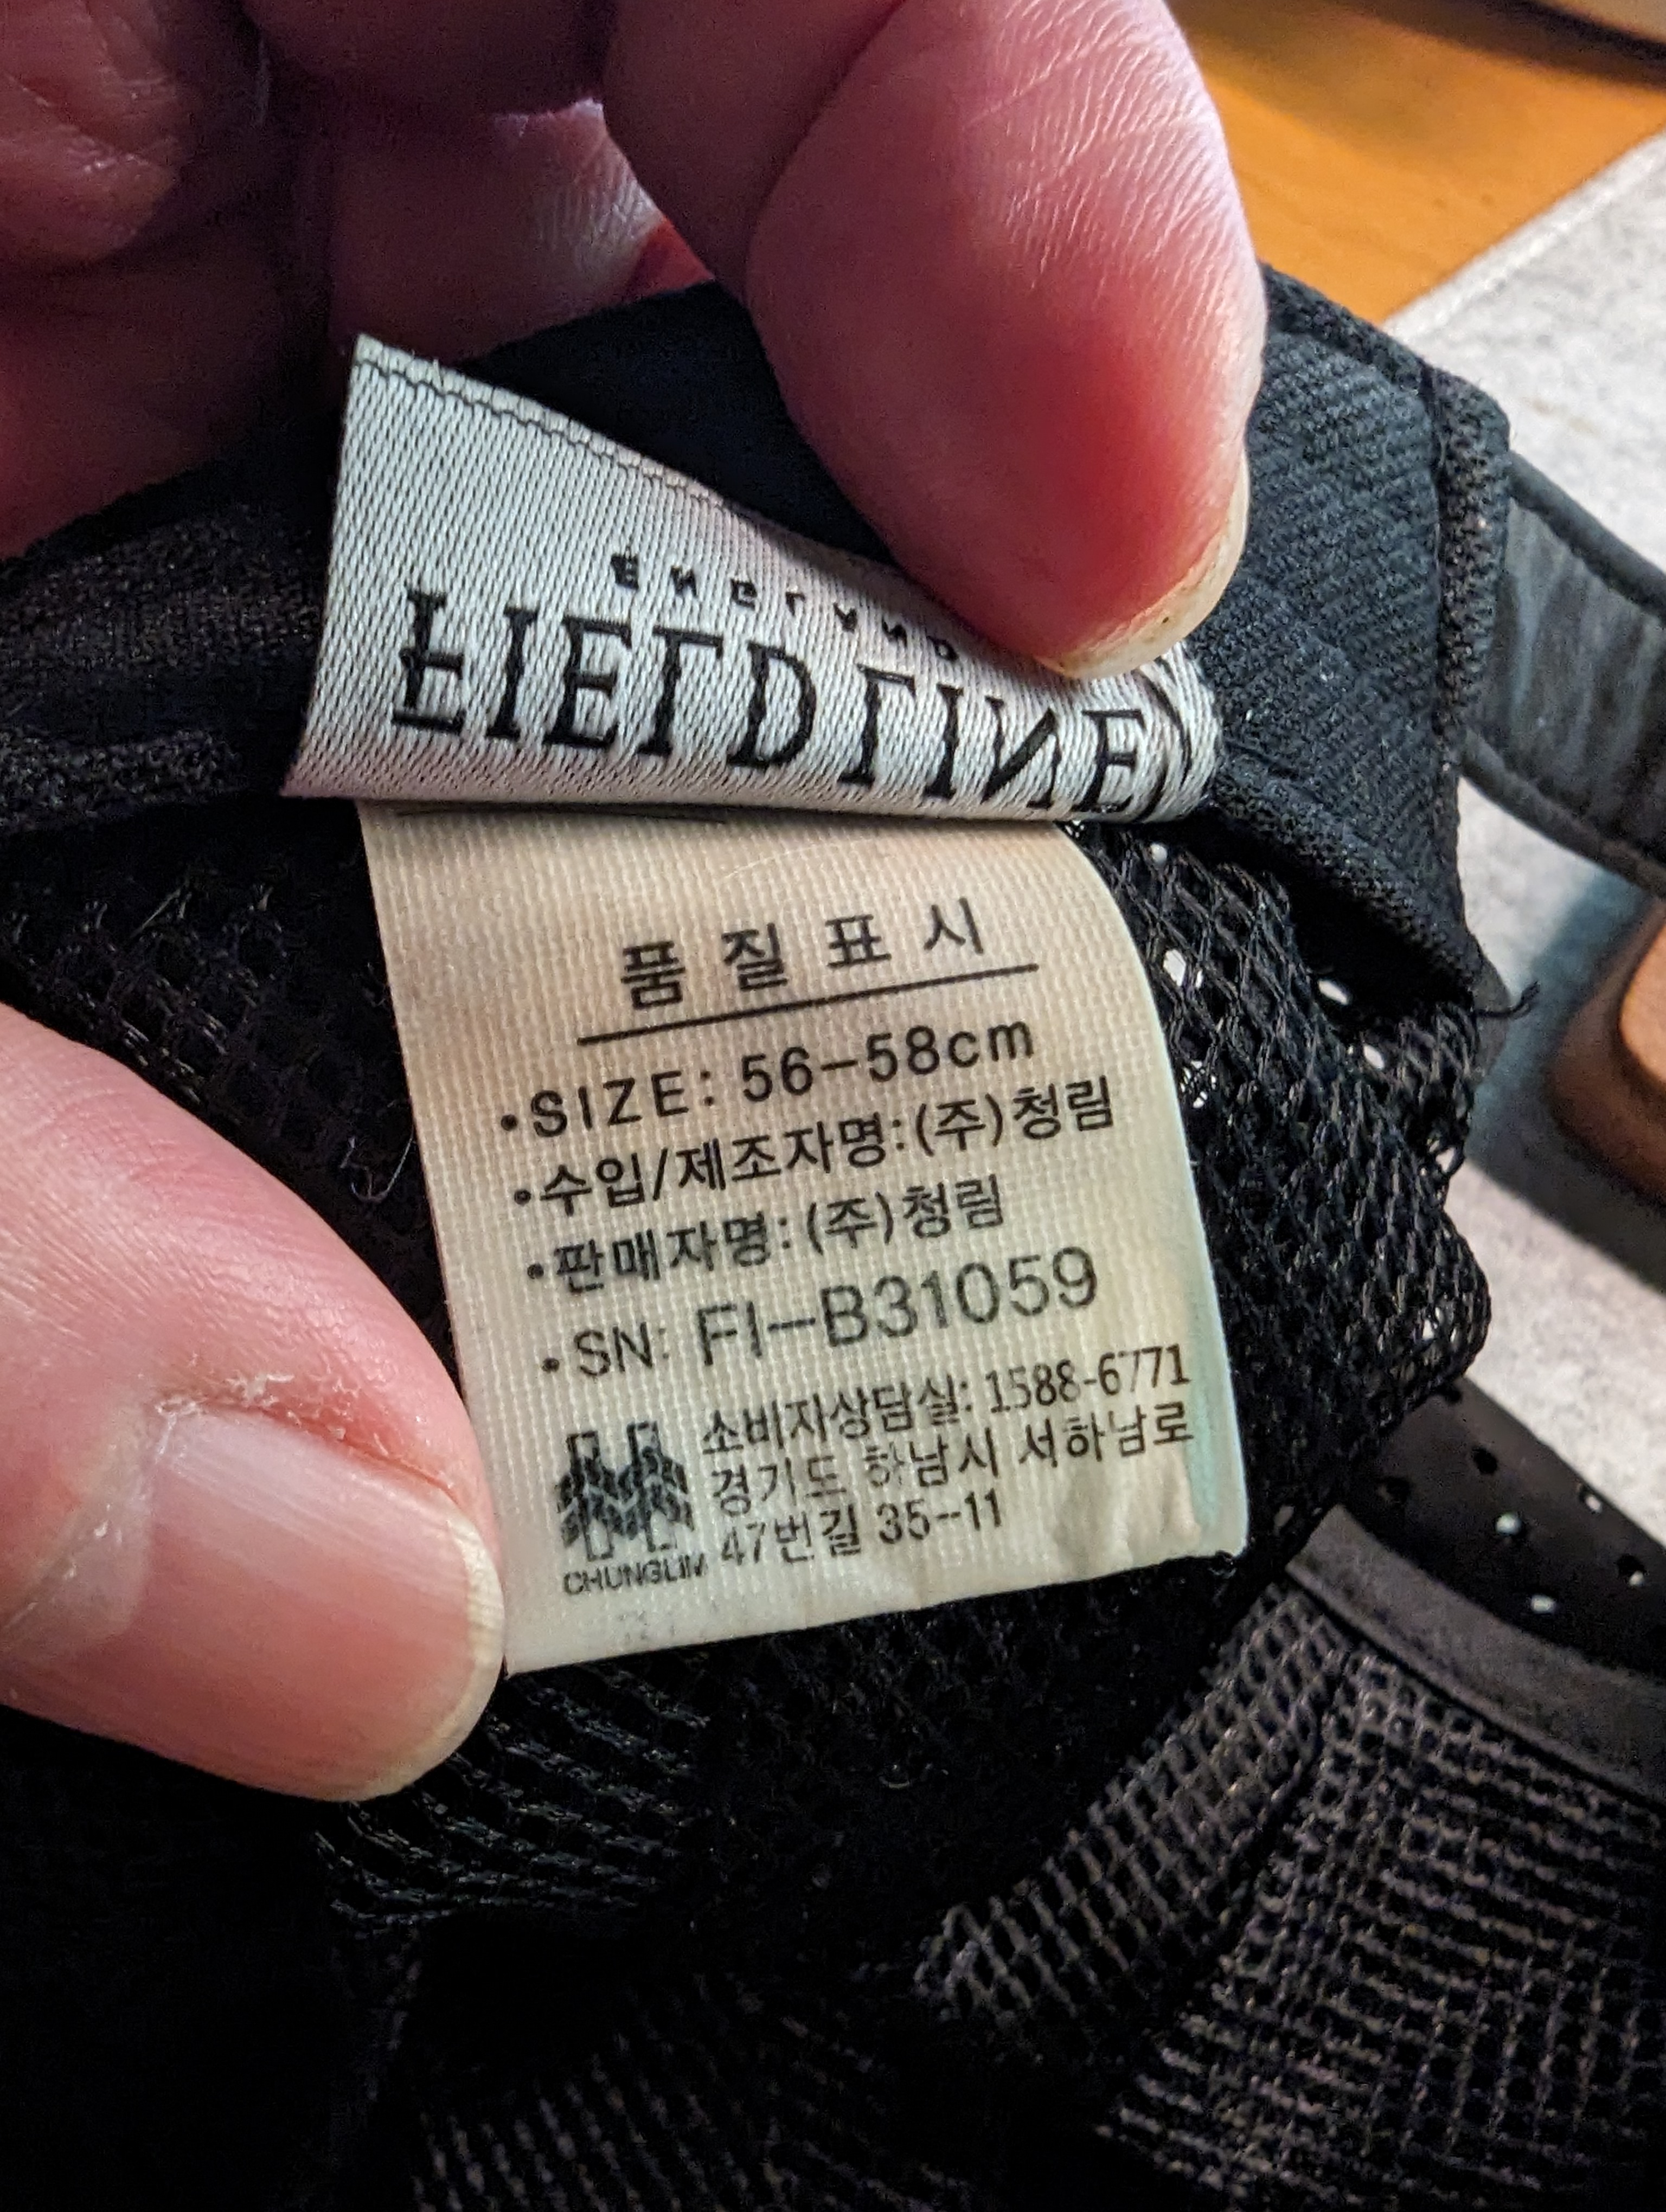 FIELDLINE
품질표시
•SIZE: 56-58cm
•수입/제조자명:(주)청림
•판매자명:(주)청림
•SN: FI-B31059
소비자상담실: 1588-6771
경기도 하남시 서하남로
47번길 35-11
CHUNGLIM